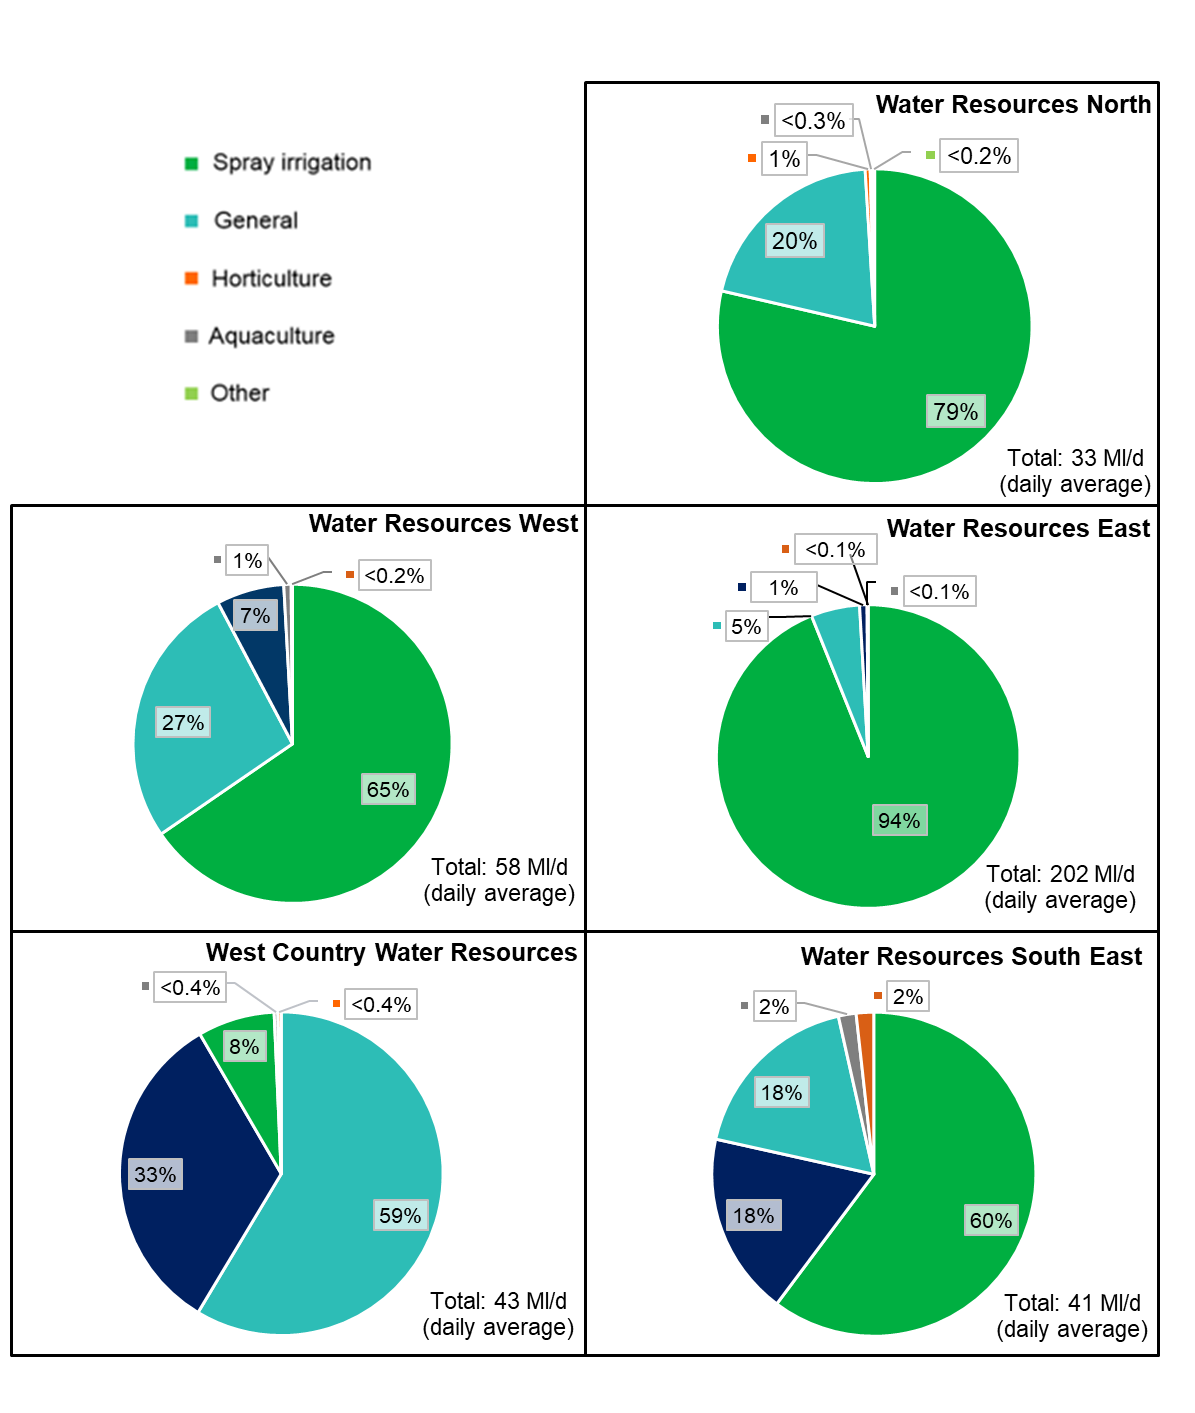 Spray irrigation
General
Horticulture
Aquaculture
Other
Water Resources North
<0.3%
1%
<0.2%
20%
79%
Total: 33 Ml/d
(daily average)
Water Resources West
1%
<0.2%
7%
27%
65%
Total: 58 Ml/d
(daily average)
Water Resources East
<0.1%
1%
<0.1%
5%
94%
Total: 202 Ml/d
(daily average)
West Country Water Resources
<0.4%
<0.4%
8%
33%
59%
Total: 43 Ml/d
(daily average)
Water Resources South East
2%
2%
18%
18%
60%
Total: 41 Ml/d
(daily average)